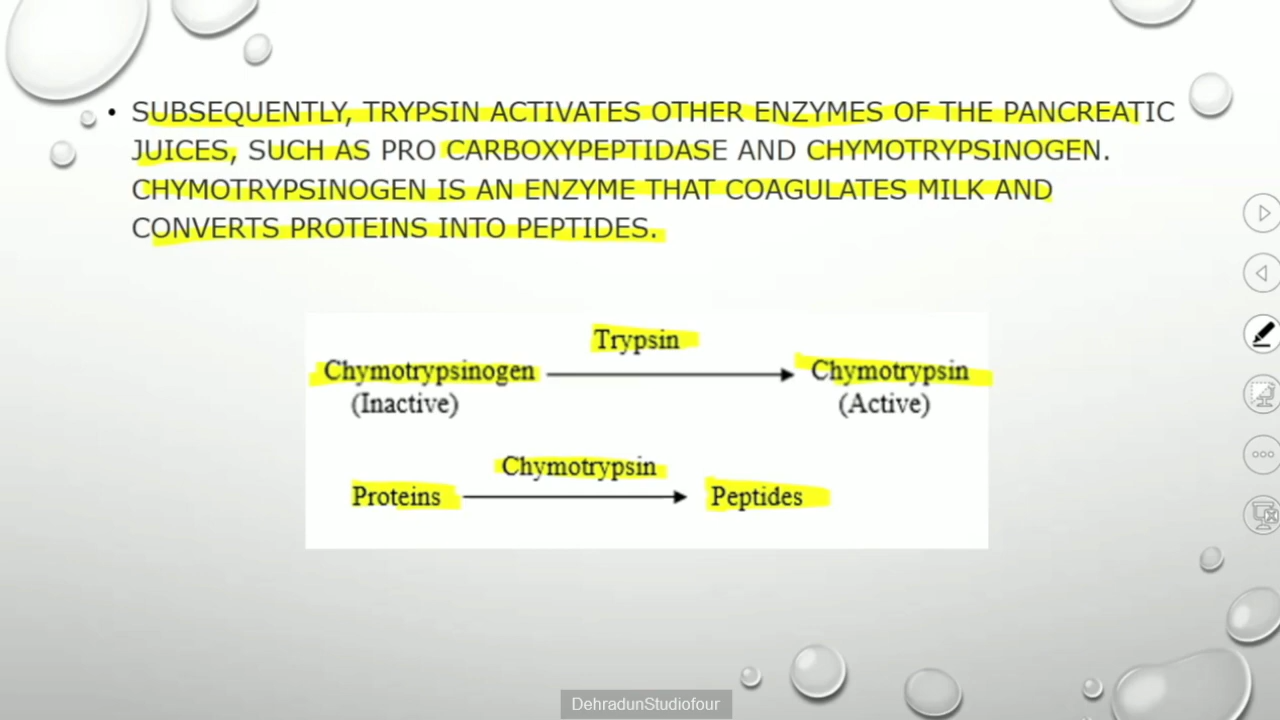 • SUBSEQUENTLY, TRYPSIN ACTIVATES OTHER ENZYMES OF THE PANCREATIC
JUICES, SUCH AS PRO CARBOXYPEPTIDASE AND CHYMOTRYPSINOGEN.
CHYMOTRYPSINOGEN IS AN ENZYME THAT COAGULATES MILK AND
CONVERTS PROTEINS INTO PEPTIDES.
Trypsin
Chymotrypsinogen Chymotrypsin
(Inactive) (Active)
Chymotrypsin
Proteins Peptides
DehradunStudiofour